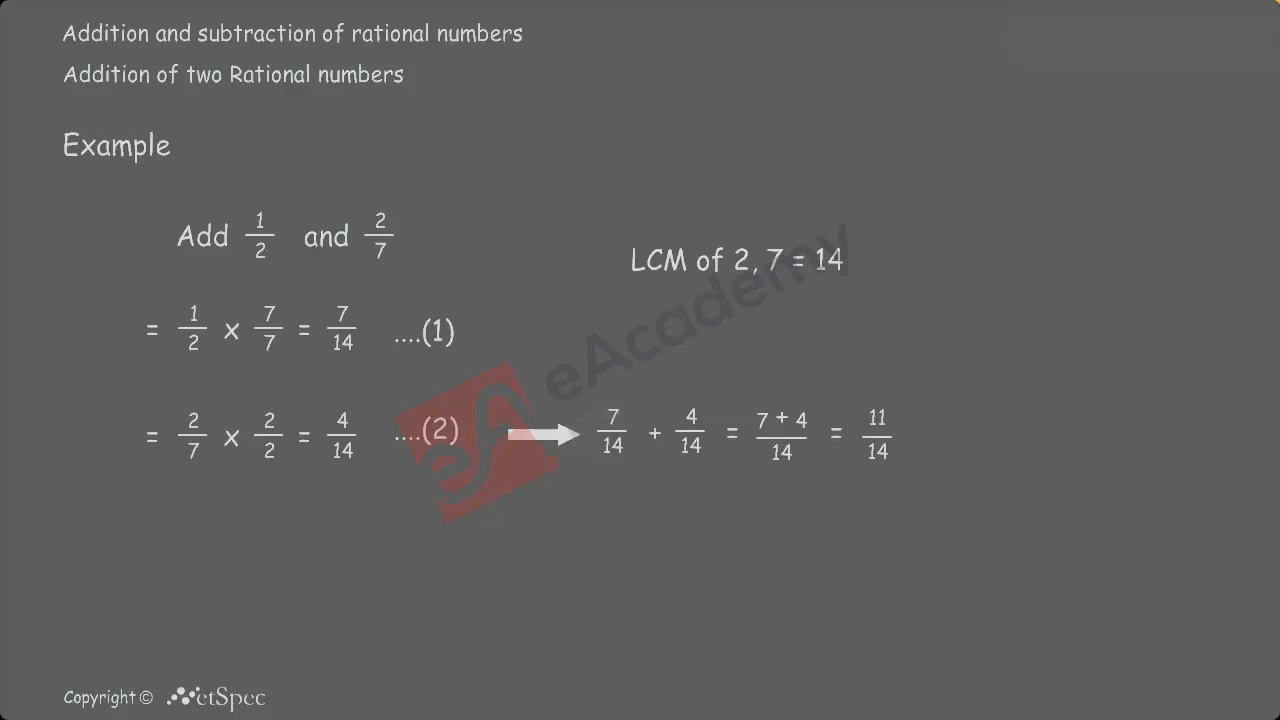 Addition and subtraction of rational numbers
Addition of two Rational numbers
Example
Add 1/2 and 2/7
LCM of 2, 7 = 14
= 1/2 x 7/7 = 7/14 ....(1)
= 2/7 x 2/2 = 4/14 ....(2) 7/14 + 4/14 = 7 + 4/14 = 11/14
eA eAcademy
Copyright © NetSpec